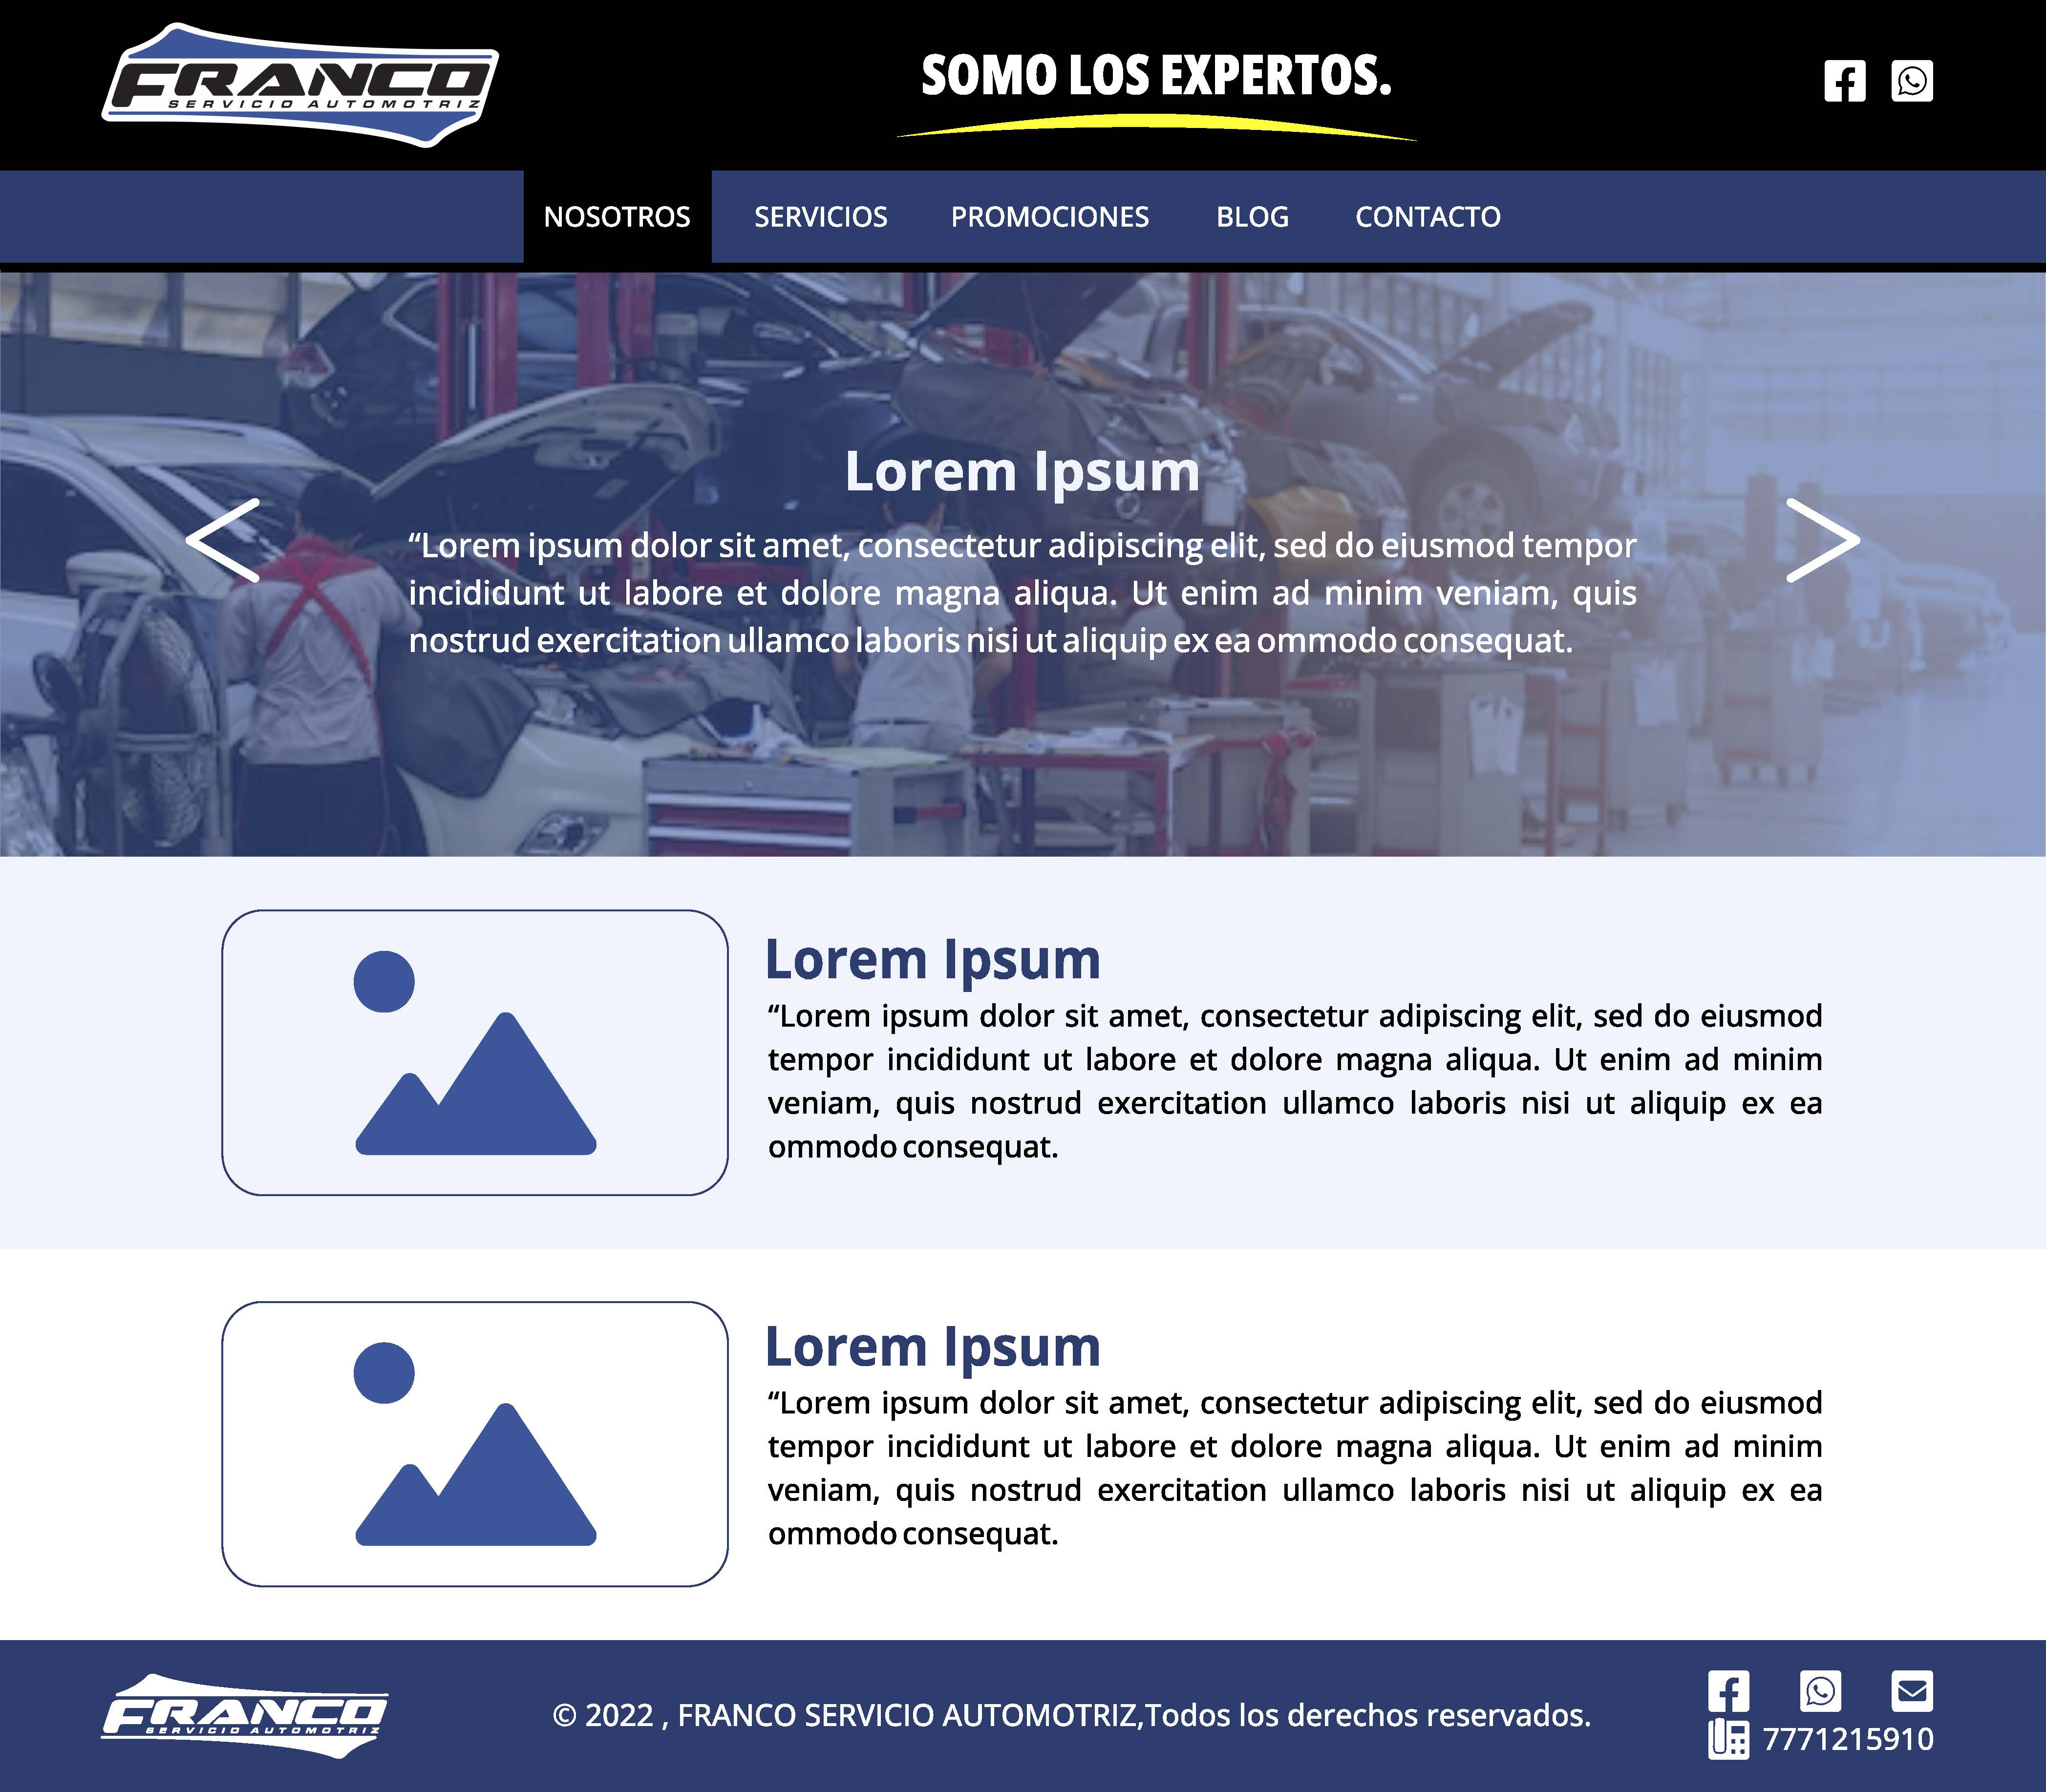 FRANCO
SERVICIO AUTOMOTRIZ
SOMO LOS EXPERTOS.
NOSOTROS SERVICIOS PROMOCIONES BLOG CONTACTO
Lorem Ipsum
“Lorem ipsum dolor sit amet, consectetur adipiscing elit, sed do eiusmod tempor
incididunt ut labore et dolore magna aliqua. Ut enim ad minim veniam, quis
nostrud exercitation ullamco laboris nisi ut aliquip ex ea ommodo consequat.
Lorem Ipsum
“Lorem ipsum dolor sit amet, consectetur adipiscing elit, sed do eiusmod
tempor incididunt ut labore et dolore magna aliqua. Ut enim ad minim
veniam, quis nostrud exercitation ullamco laboris nisi ut aliquip ex ea
ommodo consequat.
Lorem Ipsum
“Lorem ipsum dolor sit amet, consectetur adipiscing elit, sed do eiusmod
tempor incididunt ut labore et dolore magna aliqua. Ut enim ad minim
veniam, quis nostrud exercitation ullamco laboris nisi ut aliquip ex ea
ommodo consequat.
FRANCO
SERVICIO AUTOMOTRIZ
© 2022 , FRANCO SERVICIO AUTOMOTRIZ,Todos los derechos reservados.
7771215910